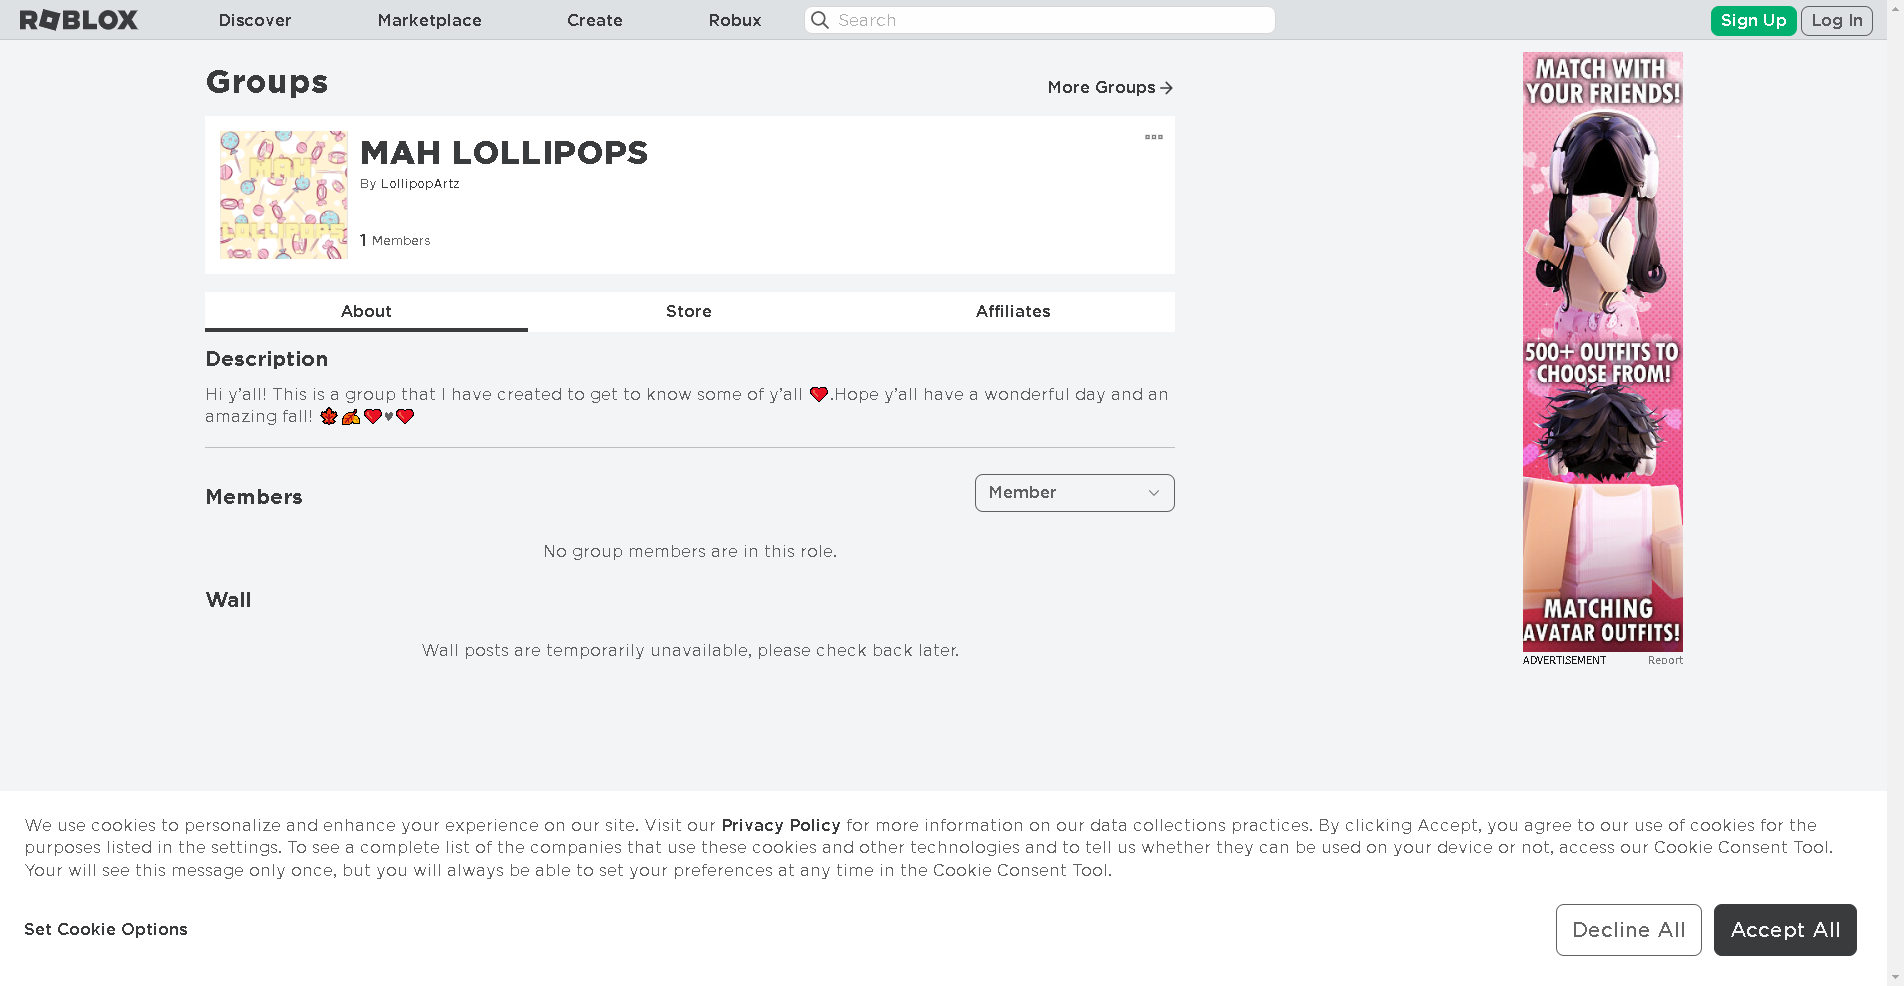 ROBLOX
Discover
Marketplace
Create
Robux
Search
Sign Up
Log In
Groups
More Groups
MAH
LOLLIPOPS
MAH LOLLIPOPS
By LollipopArtz
1 Members
About
Store
Affiliates
Description
Hi y’all! This is a group that I have created to get to know some of y’all ❤️.Hope y’all have a wonderful day and an
amazing fall! 🍁🍂❤️♥❤️
Members
Member
No group members are in this role.
Wall
Wall posts are temporarily unavailable, please check back later.
MATCH WITH
YOUR FRIENDS!
500+ OUTFITS TO
CHOOSE FROM!
MATCHING
AVATAR OUTFITS!
ADVERTISEMENT
Report
We use cookies to personalize and enhance your experience on our site. Visit our Privacy Policy for more information on our data collections practices. By clicking Accept, you agree to our use of cookies for the
purposes listed in the settings. To see a complete list of the companies that use these cookies and other technologies and to tell us whether they can be used on your device or not, access our Cookie Consent Tool.
Your will see this message only once, but you will always be able to set your preferences at any time in the Cookie Consent Tool.
Set Cookie Options
Decline All
Accept All